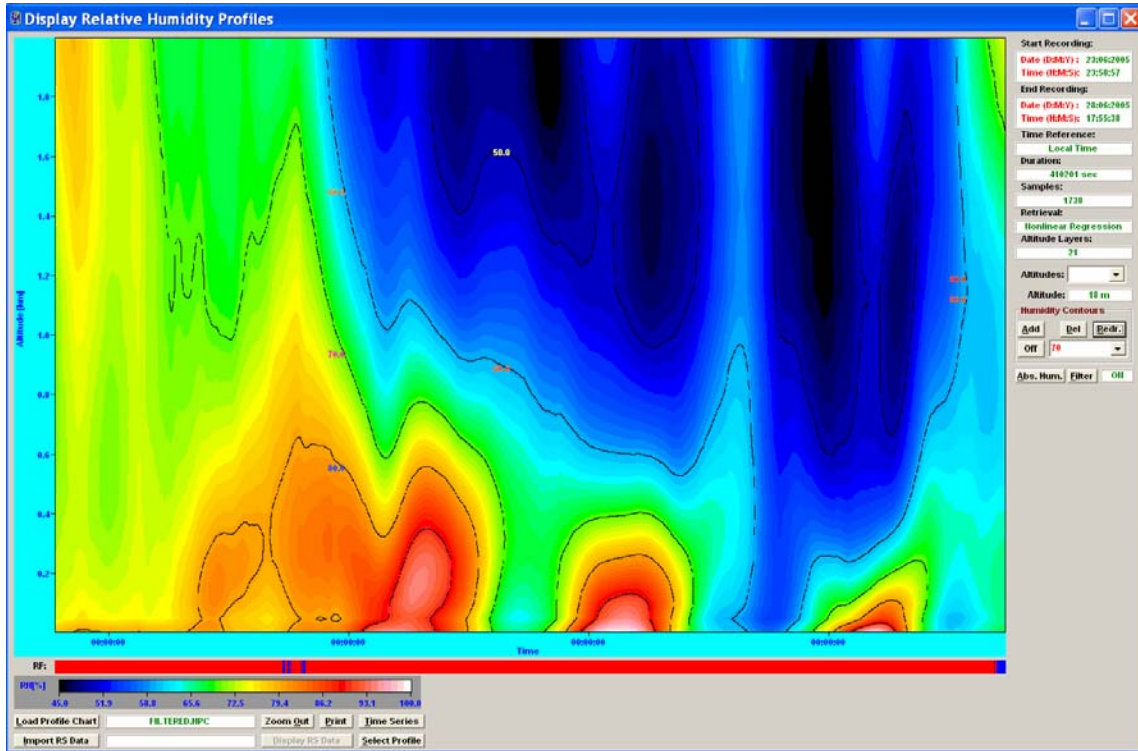 Display Relative Humidity Profiles
Start Recording:
Date (D:M:Y) : 23:06:2005
Time (H:M:S): 23:58:57
End Recording:
Date (D:M:Y) : 28:06:2005
Time (H:M:S): 17:55:38
Time Reference:
Local Time
Duration:
410201 sec
Samples:
1738
Retrieval:
Nonlinear Regression
Altitude Layers:
21
Altitudes:
Altitude: 10 m
Humidity Contours
Add Del Redr.
Off 70
Abs. Hum. Filter Off
Altitude [km]
1.8
1.6
1.4
1.2
1.0
0.8
0.6
0.4
0.2
50.0
70.0
80.0
00:00:00 00:00:00 00:00:00 00:00:00
Time
RF:
RH[%]
45.0 51.9 58.8 65.6 72.5 79.4 86.2 93.1 100.0
Load Profile Chart FILTERED.HPC Zoom Out Print Time Series
Import RS Data Display RS Data Select Profile